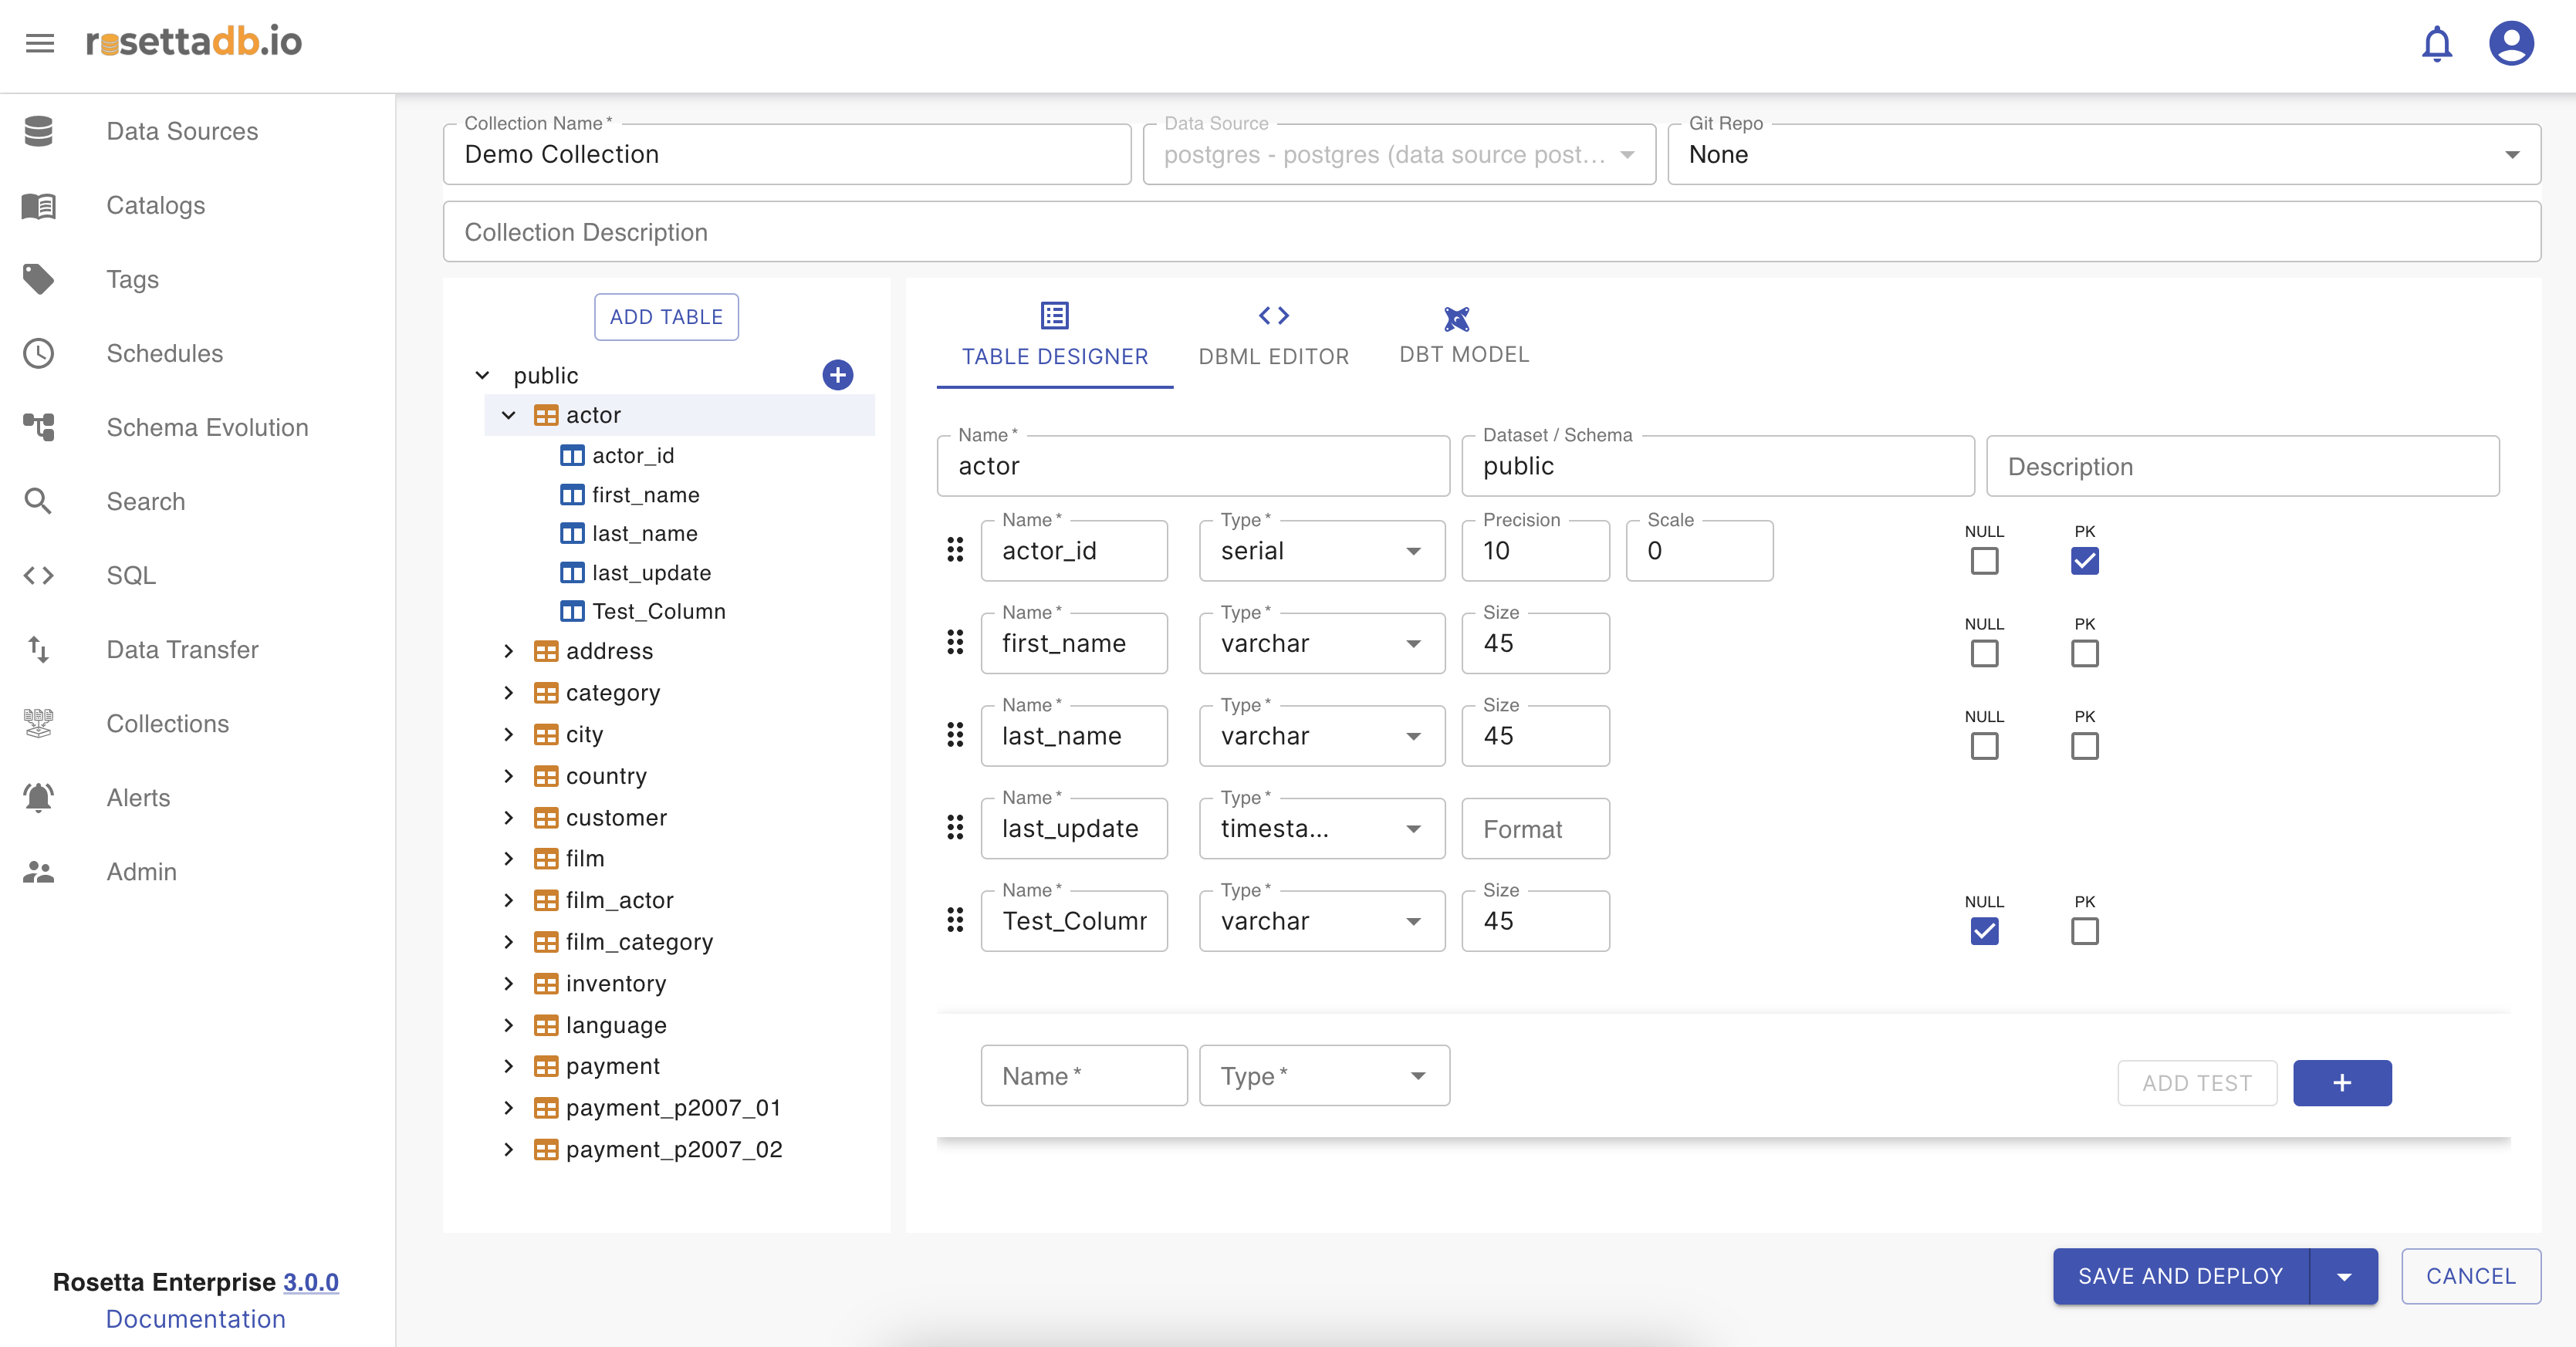 rosettadb.io
Data Sources
Catalogs
Tags
Schedules
Schema Evolution
Search
SQL
Data Transfer
Collections
Alerts
Admin
Rosetta Enterprise 3.0.0
Documentation
Collection Name *
Demo Collection
Data Source
postgres - postgres (data source post...
Git Repo
None
Collection Description
ADD TABLE
public
actor
actor_id
first_name
last_name
last_update
Test_Column
address
category
city
country
customer
film
film_actor
film_category
inventory
language
payment
payment_p2007_01
payment_p2007_02
TABLE DESIGNER
DBML EDITOR
DBT MODEL
Name *
actor
Dataset / Schema
public
Description
Name *
actor_id
Type *
serial
Precision
10
Scale
0
NULL
PK
Name *
first_name
Type *
varchar
Size
45
NULL
PK
Name *
last_name
Type *
varchar
Size
45
NULL
PK
Name *
last_update
Type *
timesta...
Format
Name *
Test_Column
Type *
varchar
Size
45
NULL
PK
Name *
Type *
ADD TEST
SAVE AND DEPLOY
CANCEL